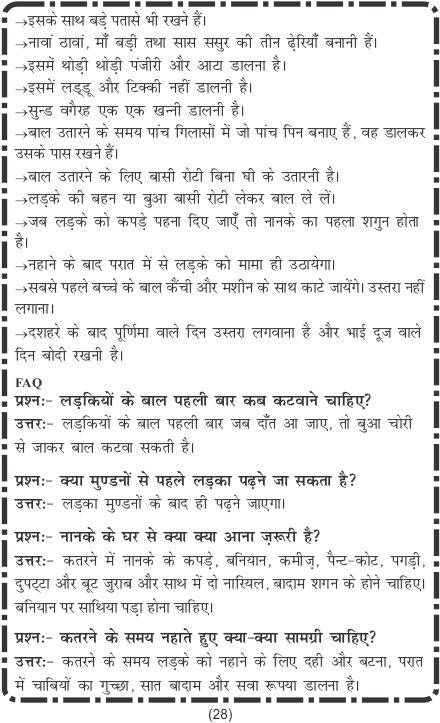 →इसके साथ बड़े पतासे भी रखने हैं।
→नावां ठावां, माँ बड़ी तथा सास ससुर की तीन ढ़ेरियाँ बनानी हैं।
→इसमें थोड़ी थोड़ी पंजीरी और आटा डालना है।
→इसमें लड्डू और टिक्की नहीं डालनी है।
→सुन्ड वगैरह एक एक खन्नी डालनी है।
→बाल उतारने के समय पांच गिलासों में जो पांच पिन बनाए हैं, वह डालकर
उसके पास रखने हैं।
→बाल उतारने के लिए बासी रोटी बिना घी के उतारनी है।
→लड़के की बहन या बुआ बासी रोटी लेकर बाल ले लें।
→जब लड़के को कपड़े पहना दिए जाएँ तो नानके का पहला शगुन होता
है।
→नहाने के बाद परात में से लड़के को मामा ही उठायेगा।
→सबसे पहले बच्चे के बाल कैंची और मशीन के साथ काटे जायेंगे। उस्तरा नहीं
लगाना।
→दशहरे के बाद पूर्णिमा वाले दिन उस्तरा लगवाना है और भाई दूज वाले
दिन बोदी रखनी है।
FAQ
प्रश्न:- लड़कियों के बाल पहली बार कब कटवाने चाहिए?
उत्तर:- लड़कियों के बाल पहली बार जब दाँत आ जाए, तो बुआ चोरी
से जाकर बाल कटवा सकती है।
प्रश्न:- क्या मुण्डनों से पहले लड़का पढ़ने जा सकता है?
उत्तर:- लड़का मुण्डनों के बाद ही पढ़ने जाएगा।
प्रश्न:- नानके के घर से क्या क्या आना ज़रूरी है?
उत्तर:- कतरने में नानके के कपड़े, बनियान, कमीज़, पैन्ट-कोट, पगड़ी,
दुपट्टा और बूट जुराब और साथ में दो नारियल, बादाम शगन के होने चाहिए।
बनियान पर साथिया पड़ा होना चाहिए।
प्रश्न:- कतरने के समय नहाते हुए क्या-क्या सामग्री चाहिए?
उत्तर:- कतरने के समय लड़के को नहाने के लिए दही और बटना, परात
में चाबियों का गुच्छा, सात बादाम और सवा रूपया डालना है।
(28)